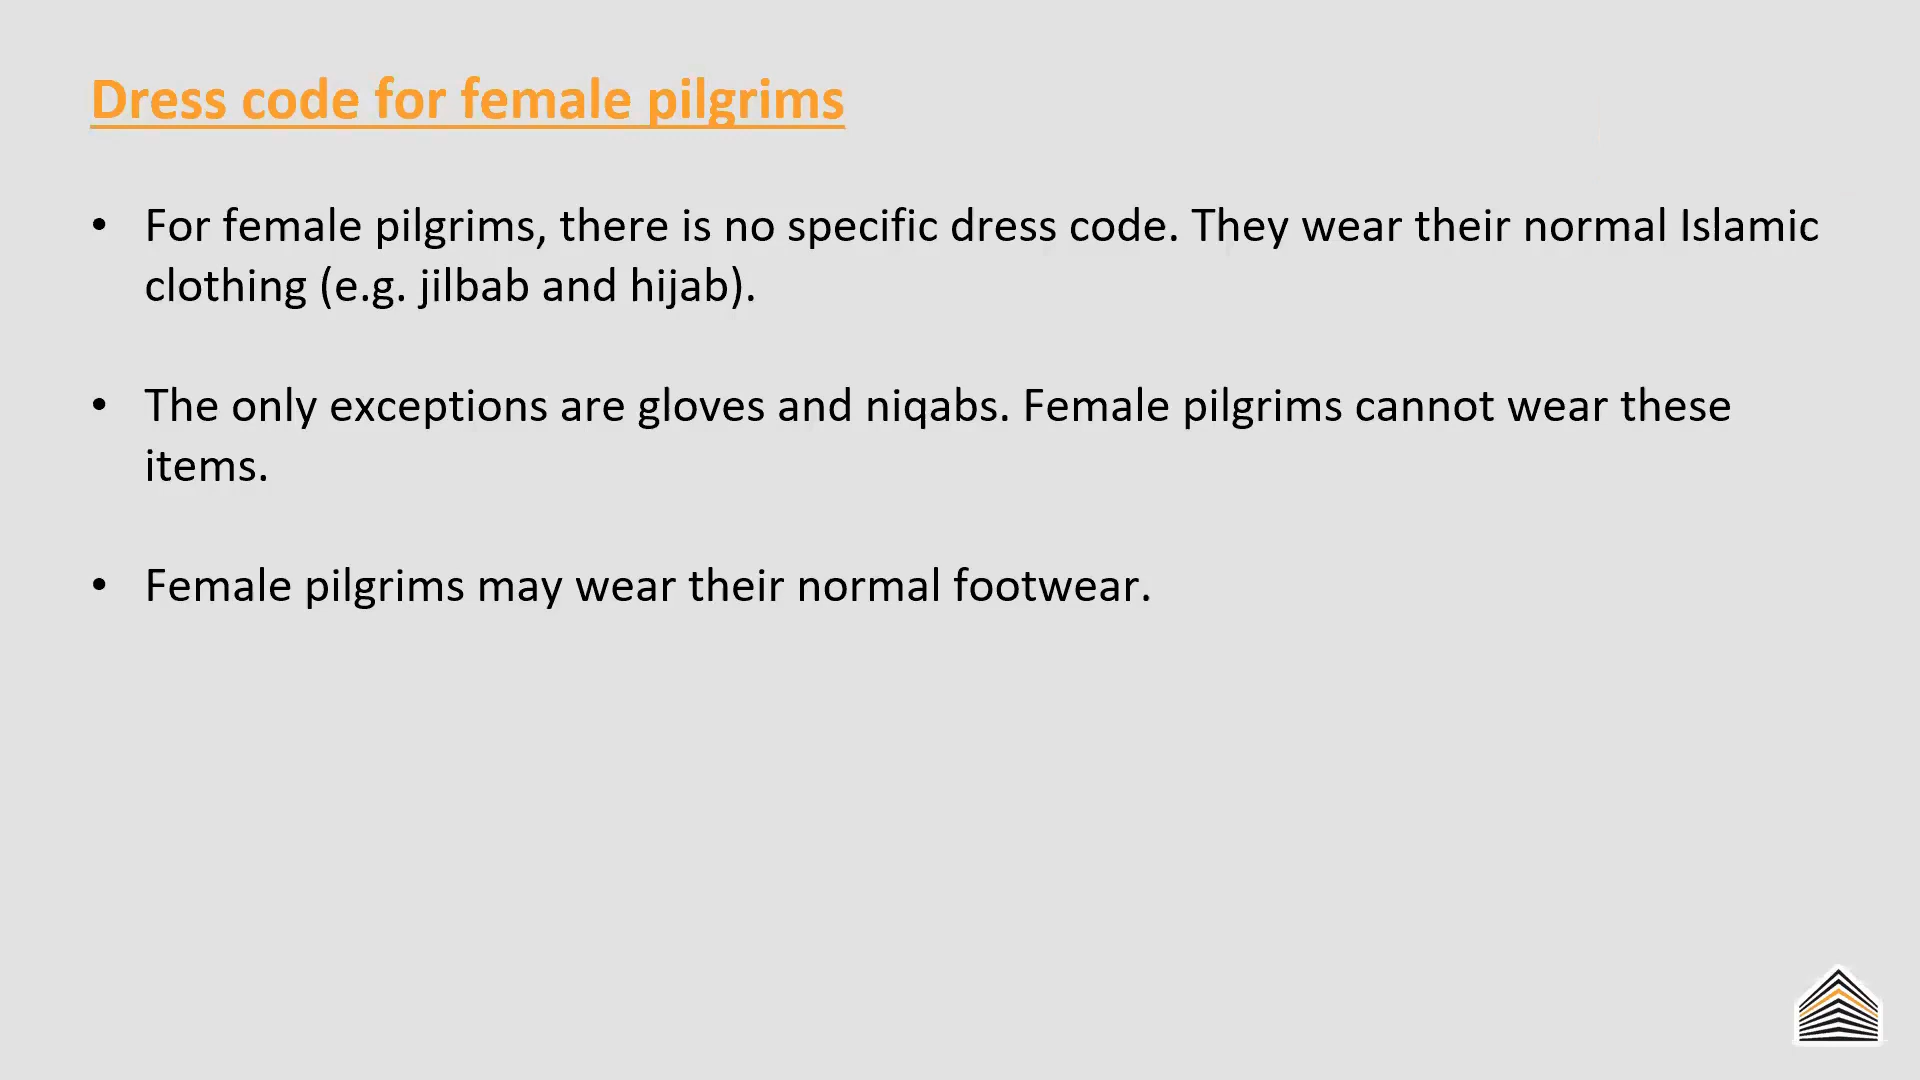 Dress code for female pilgrims
• For female pilgrims, there is no specific dress code. They wear their normal Islamic
clothing (e.g. jilbab and hijab).
• The only exceptions are gloves and niqabs. Female pilgrims cannot wear these
items.
• Female pilgrims may wear their normal footwear.